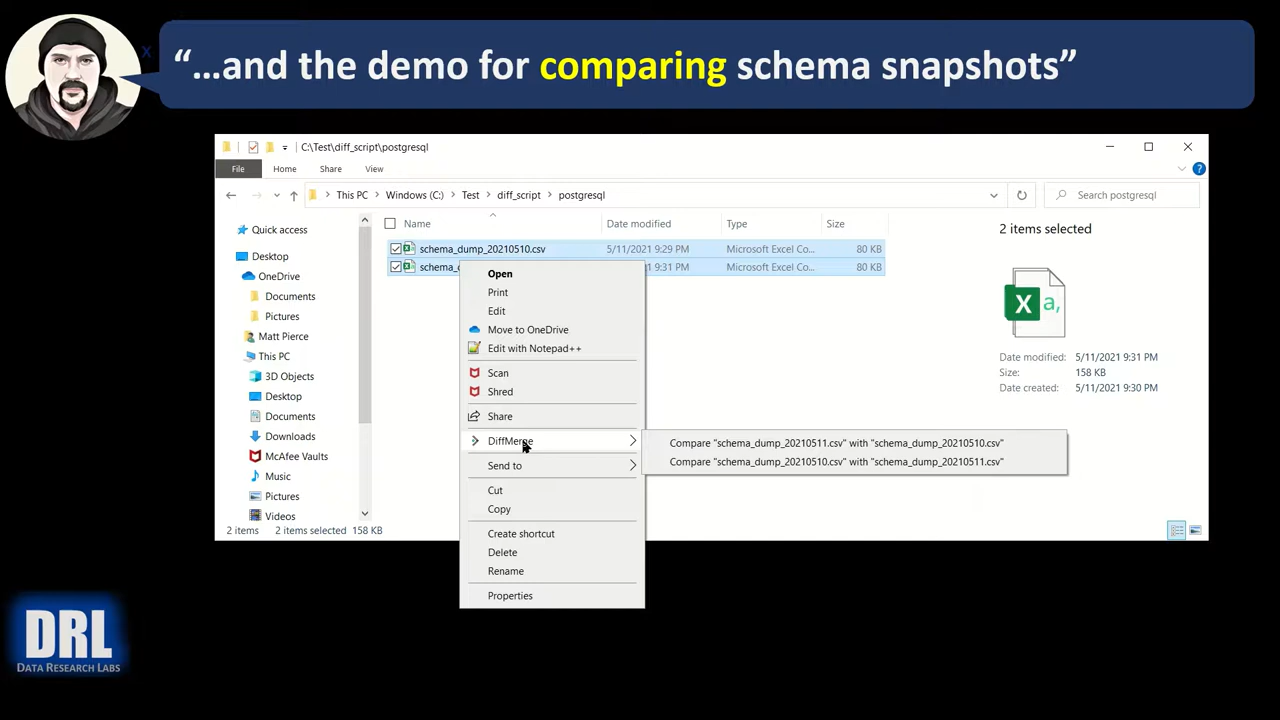 “…and the demo for comparing schema snapshots”
X
C:\Test\diff_script\postgresql
File Home Share View
This PC Windows (C:) Test diff_script postgresql
Search postgresql
Name Date modified Type Size
schema_dump_20210510.csv 5/11/2021 9:29 PM Microsoft Excel Co... 80 KB
schema_d 9:31 PM Microsoft Excel Co... 80 KB
Quick access
Desktop
OneDrive
Documents
Pictures
Matt Pierce
This PC
3D Objects
Desktop
Documents
Downloads
McAfee Vaults
Music
Pictures
Videos
2 items 2 items selected 158 KB
Open
Print
Edit
Move to OneDrive
Edit with Notepad++
Scan
Shred
Share
DiffMerge
Send to
Cut
Copy
Create shortcut
Delete
Rename
Properties
Compare "schema_dump_20210511.csv" with "schema_dump_20210510.csv"
Compare "schema_dump_20210510.csv" with "schema_dump_20210511.csv"
2 items selected
X a,
Date modified: 5/11/2021 9:31 PM
Size: 158 KB
Date created: 5/11/2021 9:30 PM
DRL
DATA RESEARCH LABS